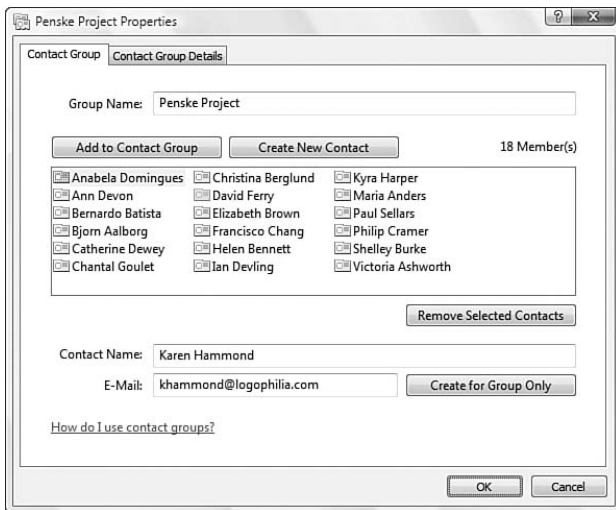 Penske Project Properties
Contact Group Contact Group Details
Group Name: Penske Project
Add to Contact Group Create New Contact 18 Member(s)
Anabela Domingues Christina Berglund Kyra Harper
Ann Devon David Ferry Maria Anders
Bernardo Batista Elizabeth Brown Paul Sellars
Bjorn Aalborg Francisco Chang Philip Cramer
Catherine Dewey Helen Bennett Shelley Burke
Chantal Goulet Ian Devling Victoria Ashworth
Remove Selected Contacts
Contact Name: Karen Hammond
E-Mail: khammond@logophilia.com Create for Group Only
How do I use contact groups?
OK Cancel